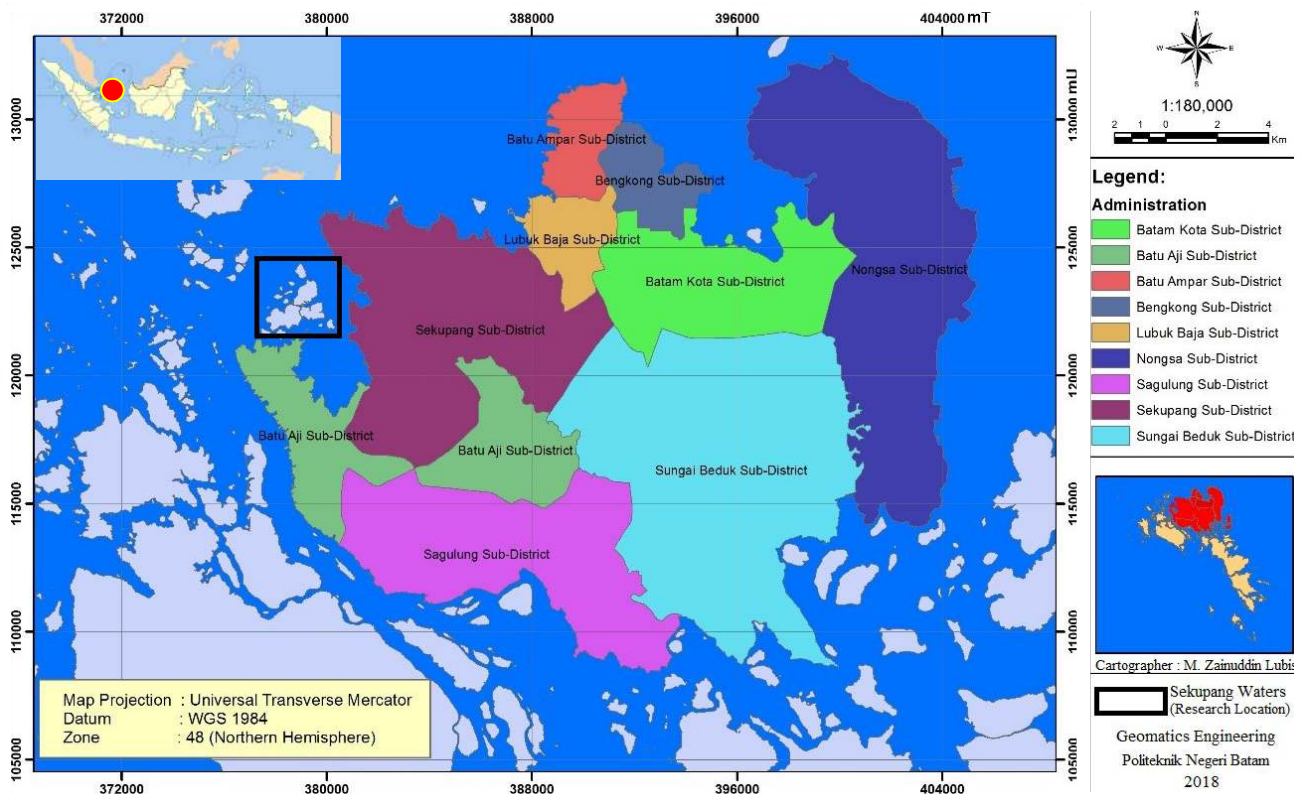 372000 380000 388000 396000 404000 mT
130000 mU
125000
120000
115000
110000
105000
130000
125000
120000
115000
110000
105000
Batu Ampar Sub-District
Bengkong Sub-District
Lubuk Baja Sub-District
Nongsa Sub-District
Batam Kota Sub-District
Sekupang Sub-District
Batu Aji Sub-District
Batu Aji Sub-District
Sungai Beduk Sub-District
Sagulung Sub-District
Map Projection : Universal Transverse Mercator
Datum : WGS 1984
Zone : 48 (Northern Hemisphere)
372000 380000 388000 396000 404000
N
W E
S
1:180,000
2 1 0 2 4
Km
Legend:
Administration
Batam Kota Sub-District
Batu Aji Sub-District
Batu Ampar Sub-District
Bengkong Sub-District
Lubuk Baja Sub-District
Nongsa Sub-District
Sagulung Sub-District
Sekupang Sub-District
Sungai Beduk Sub-District
Cartographer : M. Zainuddin Lubis
Sekupang Waters
(Research Location)
Geomatics Engineering
Politeknik Negeri Batam
2018